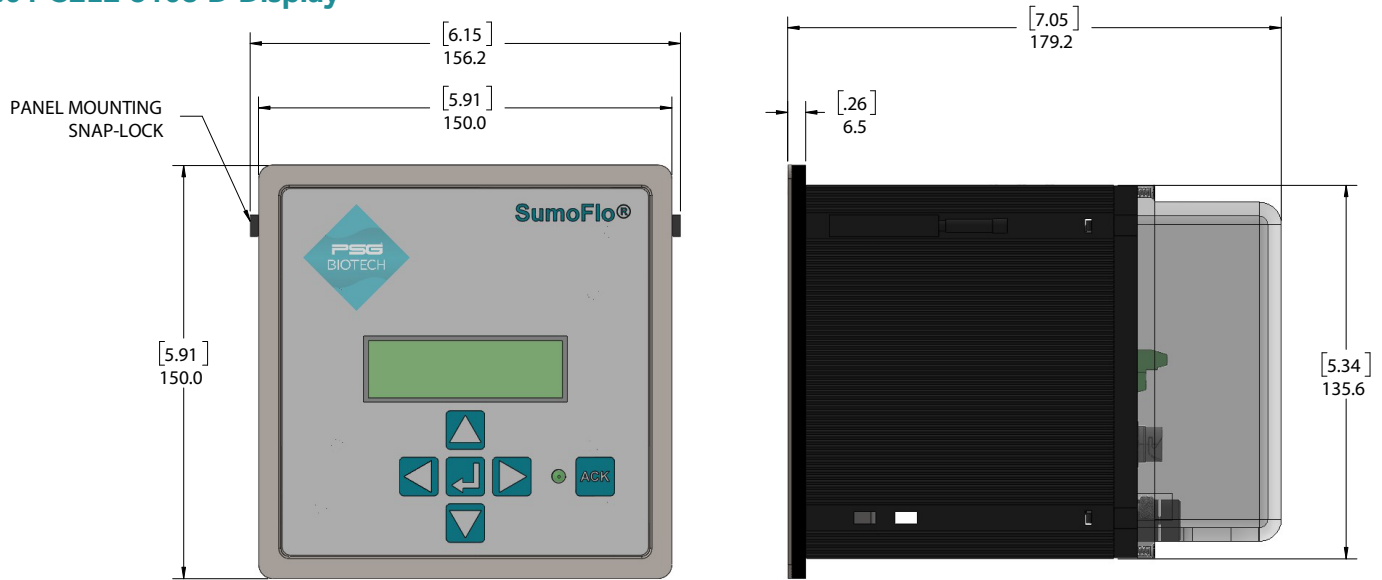 Display
[6.15]
156.2
[5.91]
150.0
PANEL MOUNTING
SNAP-LOCK
[5.91]
150.0
SumoFlo®
PSG
BIOTECH
ACK
[7.05]
179.2
[.26]
6.5
[5.34]
135.6